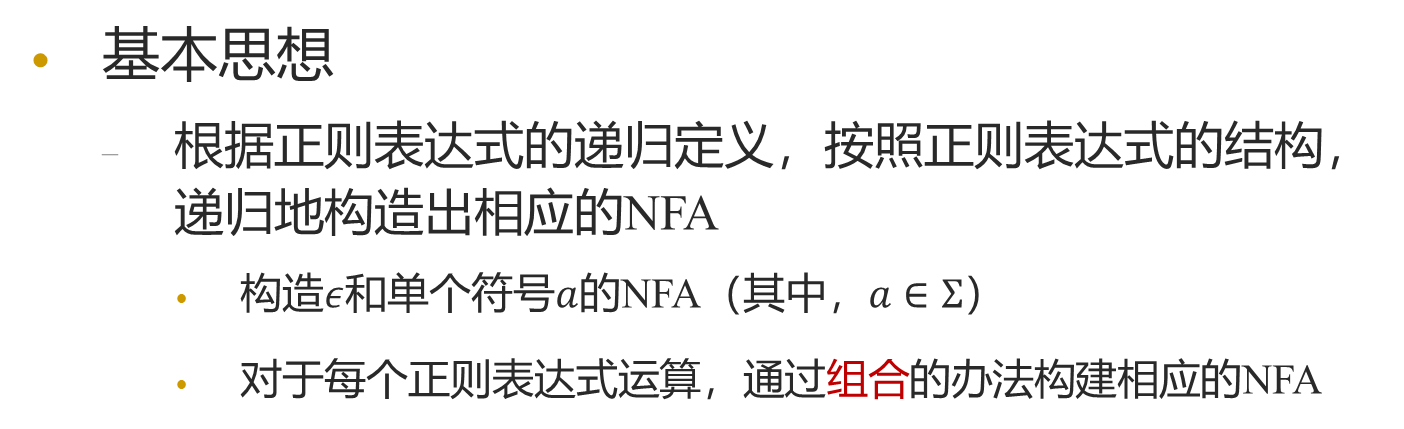 • 基本思想
– 根据正则表达式的递归定义，按照正则表达式的结构，
递归地构造出相应的NFA
• 构造ϵ和单个符号a的NFA（其中，a ∈ Σ）
• 对于每个正则表达式运算，通过组合的办法构建相应的NFA